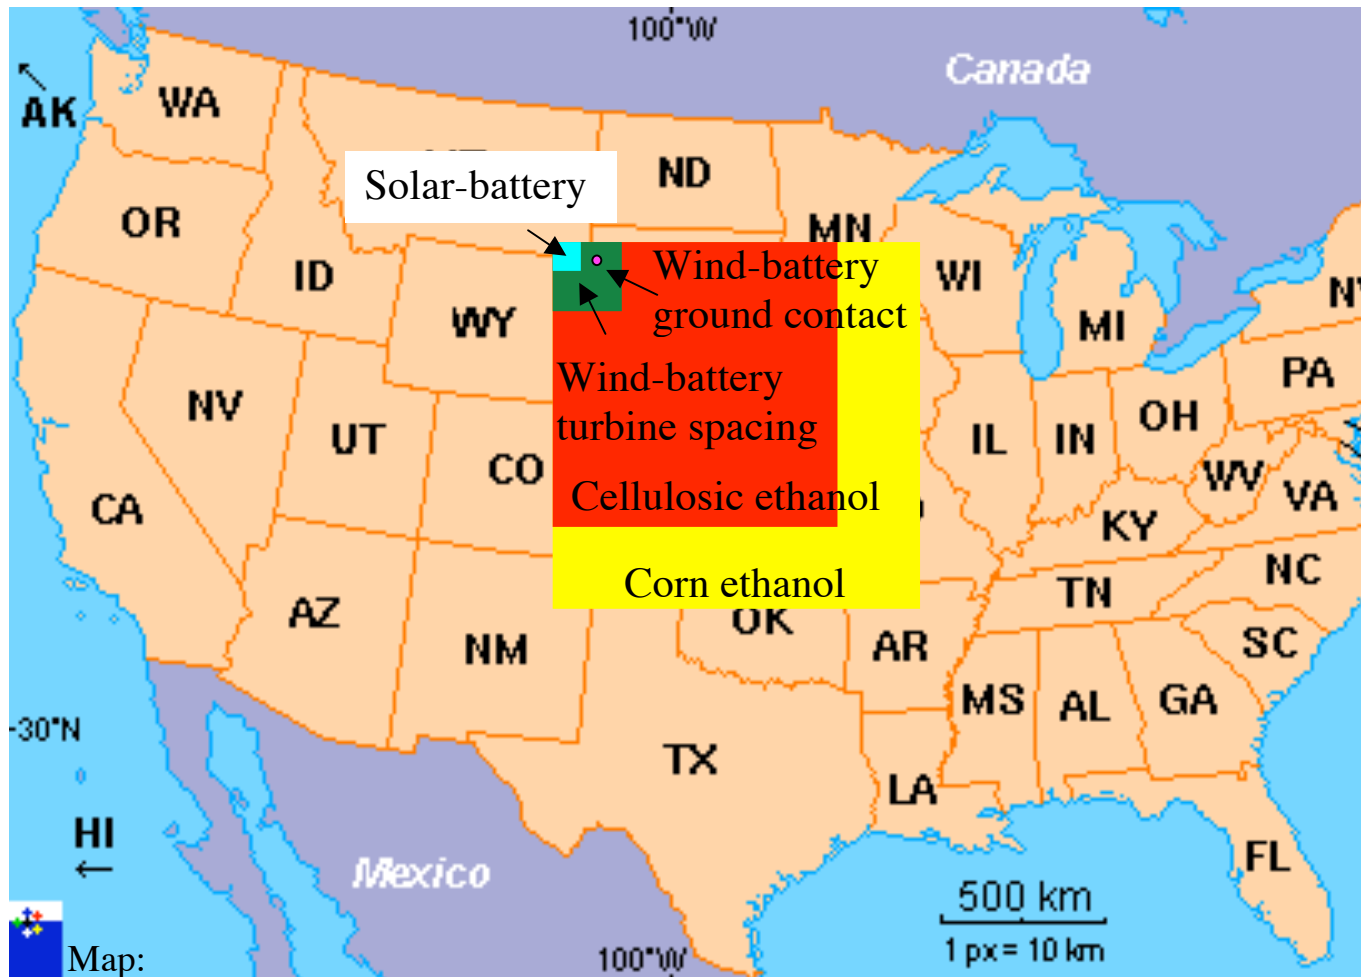 100°W
Canada
AK
WA
ND
Solar-battery
OR
MN
ID
Wind-battery
ground contact
WI
WY
MI
NY
PA
Wind-battery
turbine spacing
NV
UT
CO
IL
IN
OH
WV
VA
CA
Cellulosic ethanol
KY
NC
Corn ethanol
TN
AZ
NM
OK
AR
SC
MS
AL
GA
30°N
TX
LA
HI
FL
Mexico
500 km
1 px = 10 km
Map:
100°W